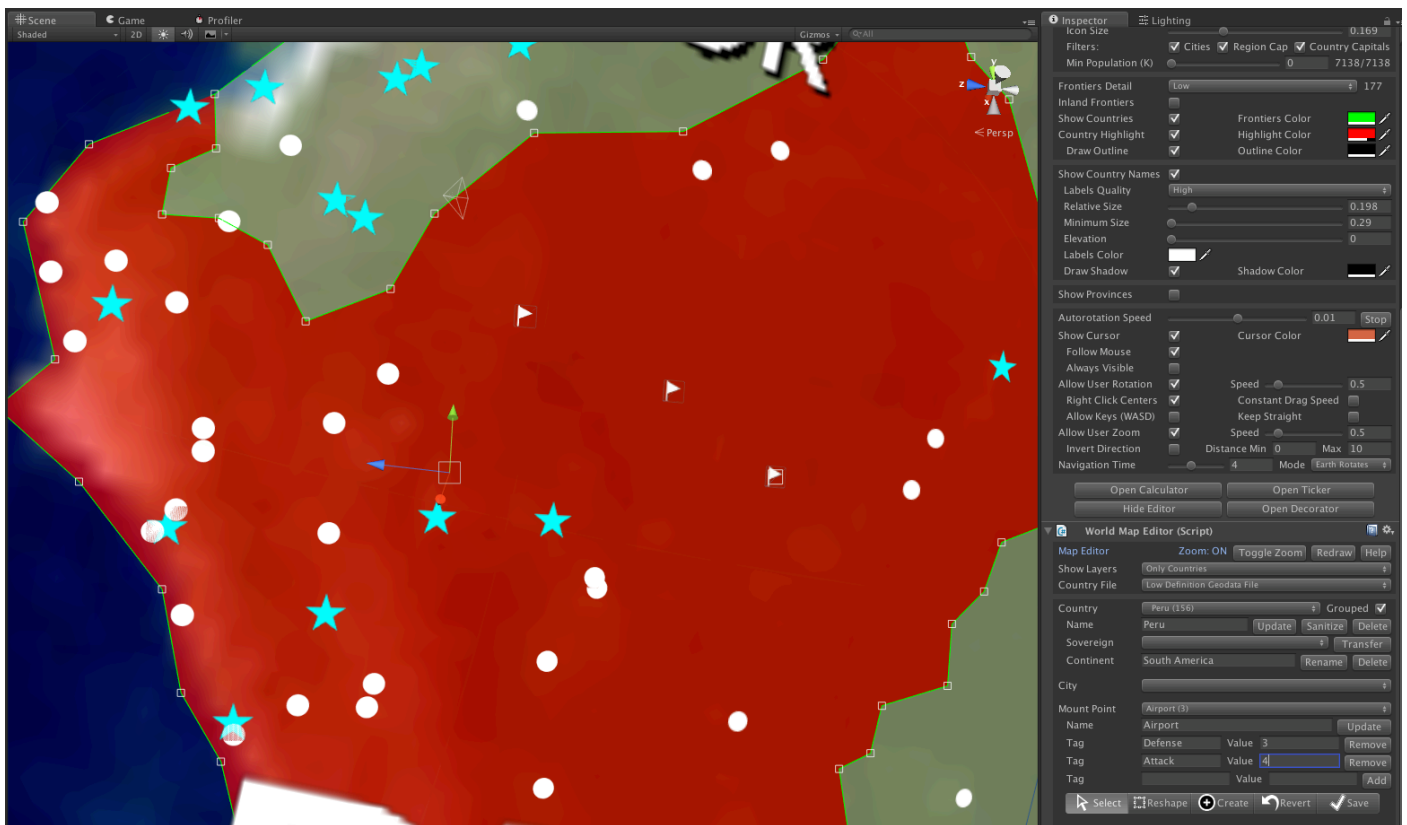 Scene Game Profiler
Shaded 2D Gizmos All
y
z
x
Persp
Inspector Lighting
Icon Size 0.169
Filters: Cities Region Cap Country Capitals
Min Population (K) 0 7138/7138
Frontiers Detail Low 177
Inland Frontiers
Show Countries Frontiers Color
Country Highlight Highlight Color
Draw Outline Outline Color
Show Country Names
Labels Quality High
Relative Size 0.198
Minimum Size 0.29
Elevation 0
Labels Color
Draw Shadow Shadow Color
Show Provinces
Autorotation Speed 0.01 Stop
Show Cursor Cursor Color
Follow Mouse
Always Visible
Allow User Rotation Speed 0.5
Right Click Centers Constant Drag Speed
Allow Keys (WASD) Keep Straight
Allow User Zoom Speed 0.5
Invert Direction Distance Min 0 Max 10
Navigation Time 4 Mode Earth Rotates
Open Calculator Open Ticker
Hide Editor Open Decorator
World Map Editor (Script)
Map Editor Zoom: ON Toggle Zoom Redraw Help
Show Layers Only Countries
Country File Low Definition Geodata File
Country Peru (156) Grouped
Name Peru Update Sanitize Delete
Sovereign Transfer
Continent South America Rename Delete
City
Mount Point Airport (3)
Name Airport Update
Tag Defense Value 3 Remove
Tag Attack Value 4 Remove
Tag Value Add
Select Reshape Create Revert Save